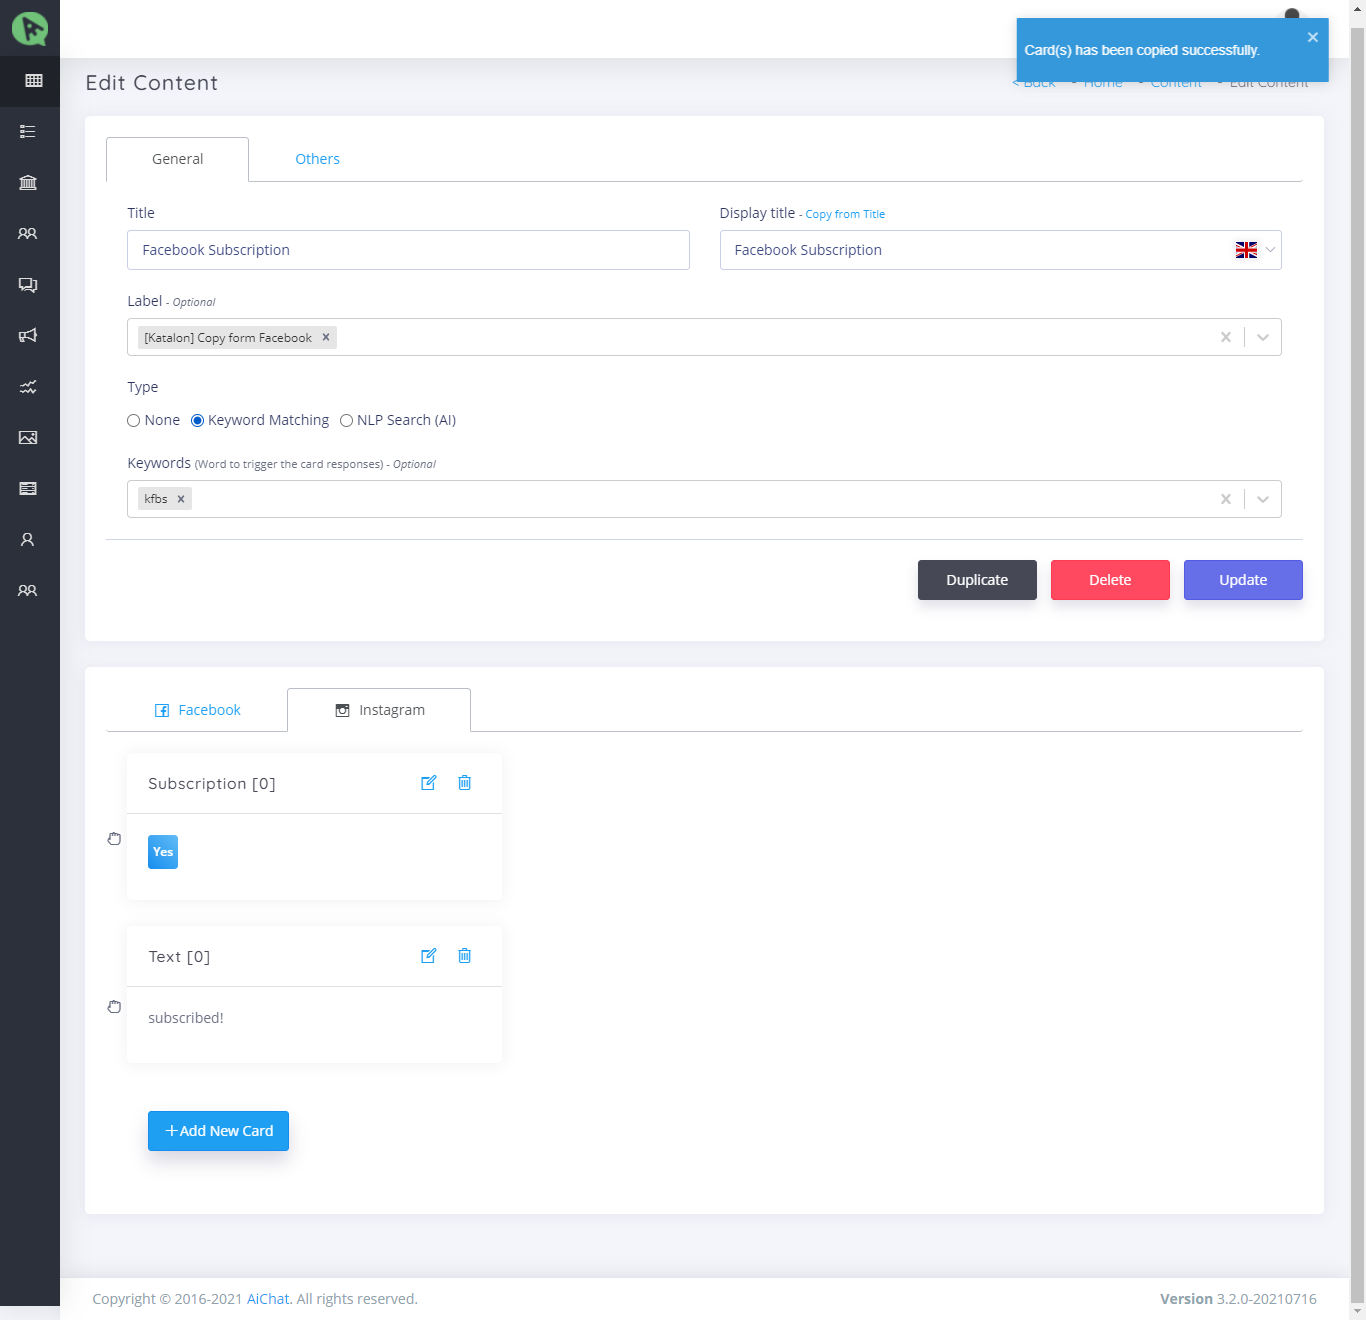 Card(s) has been copied successfully.
Edit Content
< Back - Home - Content - Edit Content
General
Others
Title
Display title - Copy from Title
Facebook Subscription
Facebook Subscription
Label - Optional
[Katalon] Copy form Facebook
Type
None
Keyword Matching
NLP Search (AI)
Keywords (Word to trigger the card responses) - Optional
kfbs
Duplicate
Delete
Update
Facebook
Instagram
Subscription [0]
Yes
Text [0]
subscribed!
+Add New Card
Copyright © 2016-2021 AiChat. All rights reserved.
Version 3.2.0-20210716